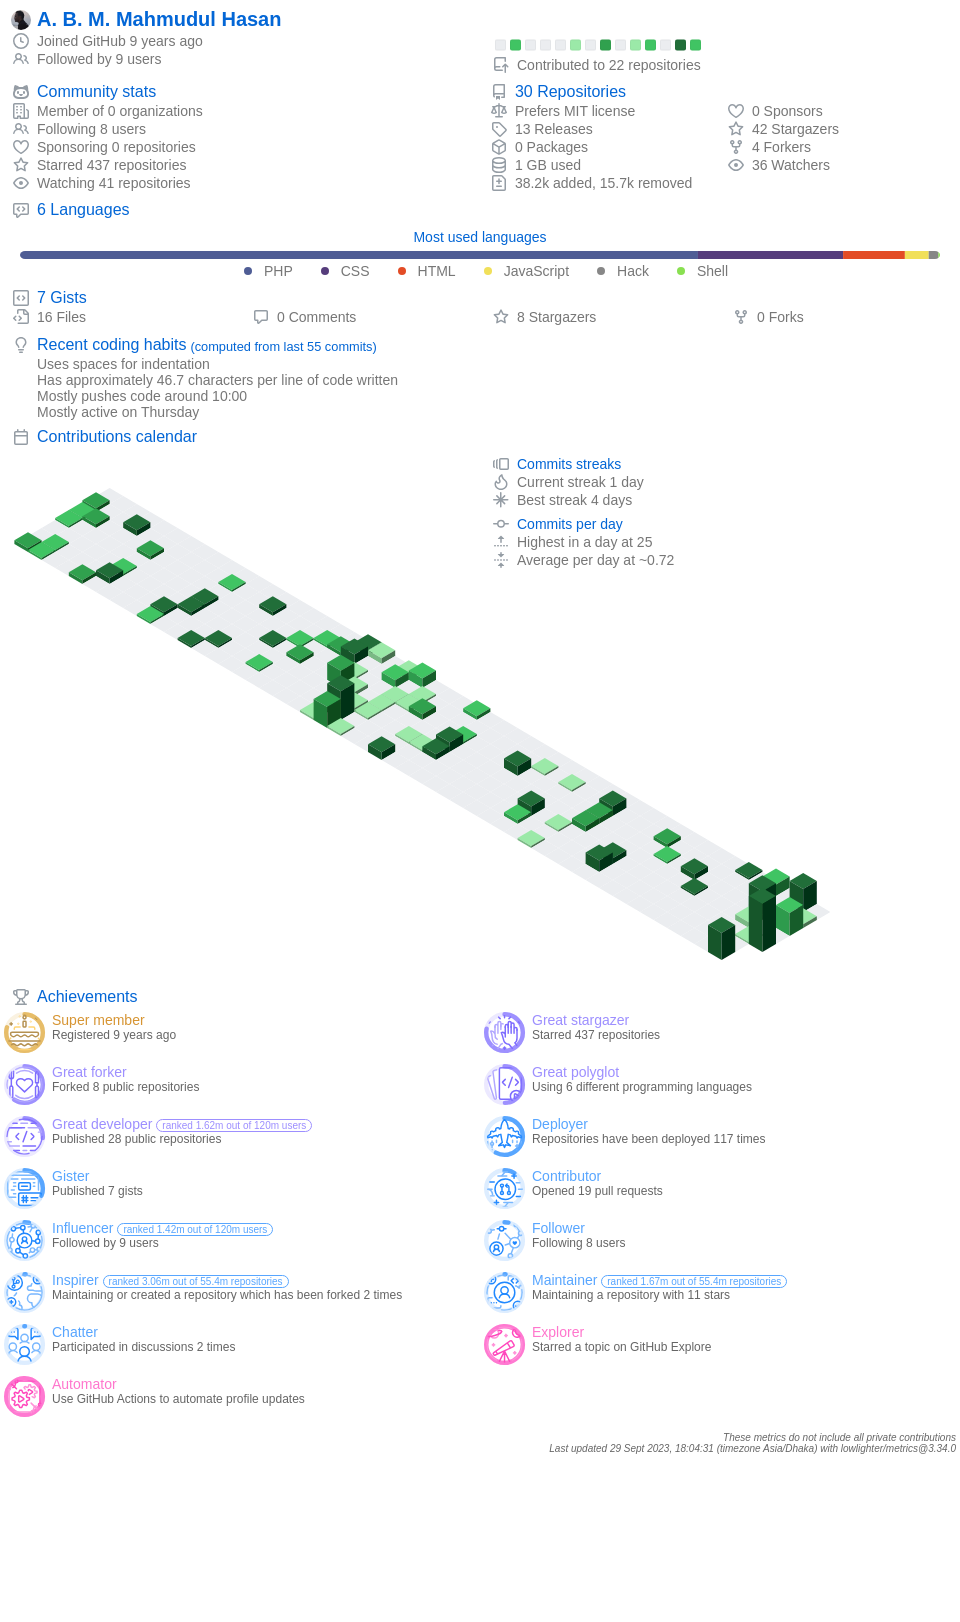 A. B. M. Mahmudul Hasan
Joined GitHub 9 years ago
Followed by 9 users
Contributed to 22 repositories
Community stats
Member of 0 organizations
Following 8 users
Sponsoring 0 repositories
Starred 437 repositories
Watching 41 repositories
30 Repositories
Prefers MIT license
13 Releases
0 Packages
1 GB used
38.2k added, 15.7k removed
0 Sponsors
42 Stargazers
4 Forkers
36 Watchers
6 Languages
Most used languages
PHP CSS HTML JavaScript Hack Shell
7 Gists
16 Files 0 Comments 8 Stargazers 0 Forks
Recent coding habits (computed from last 55 commits)
Uses spaces for indentation
Has approximately 46.7 characters per line of code written
Mostly pushes code around 10:00
Mostly active on Thursday
Contributions calendar
Commits streaks
Current streak 1 day
Best streak 4 days
Commits per day
Highest in a day at 25
Average per day at ~0.72
Achievements
Super member
Registered 9 years ago
Great stargazer
Starred 437 repositories
Great forker
Forked 8 public repositories
Great polyglot
Using 6 different programming languages
Great developer ranked 1.62m out of 120m users
Published 28 public repositories
Deployer
Repositories have been deployed 117 times
Gister
Published 7 gists
Contributor
Opened 19 pull requests
Influencer ranked 1.42m out of 120m users
Followed by 9 users
Follower
Following 8 users
Inspirer ranked 3.06m out of 55.4m repositories
Maintaining or created a repository which has been forked 2 times
Maintainer ranked 1.67m out of 55.4m repositories
Maintaining a repository with 11 stars
Chatter
Participated in discussions 2 times
Explorer
Starred a topic on GitHub Explore
Automator
Use GitHub Actions to automate profile updates
These metrics do not include all private contributions
Last updated 29 Sept 2023, 18:04:31 (timezone Asia/Dhaka) with lowlighter/metrics@3.34.0